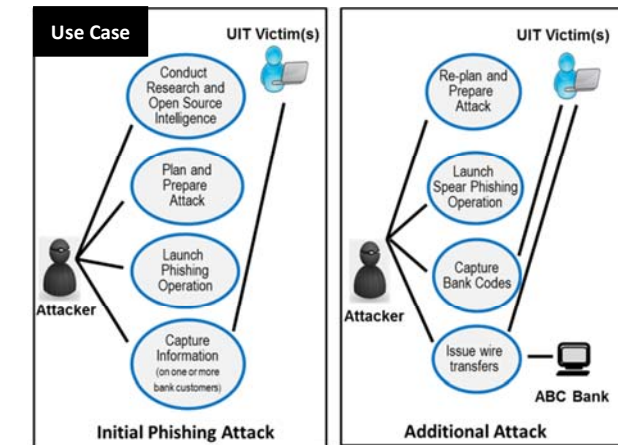 Use Case
UIT Victim(s)
Conduct
Research and
Open Source
Intelligence
Plan and
Prepare
Attack
Launch
Phishing
Operation
Attacker
Capture
Information
(on one or more
bank customers)
Initial Phishing Attack
UIT Victim(s)
Re-plan and
Prepare
Attack
Launch
Spear Phishing
Operation
Capture
Bank Codes
Attacker
Issue wire
transfers
ABC Bank
Additional Attack